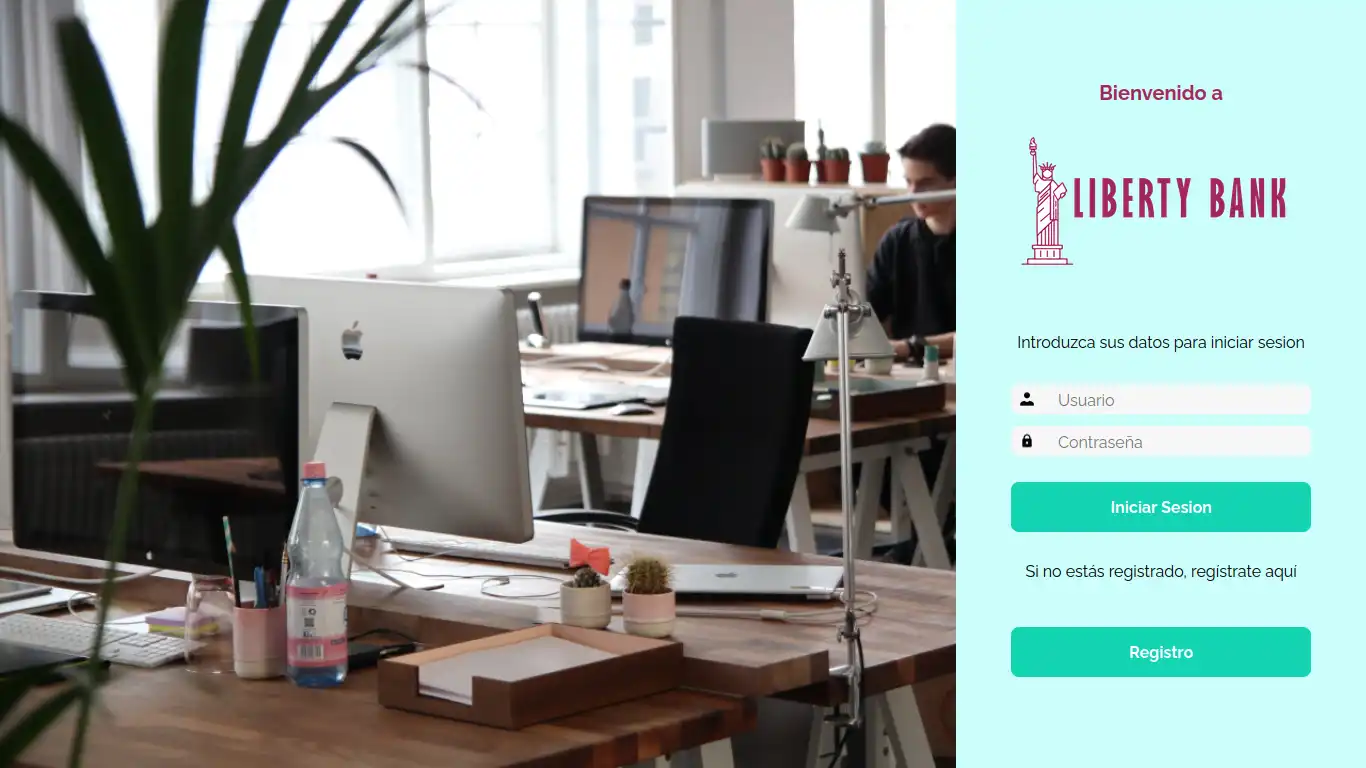 Bienvenido a
LIBERTY BANK
Introduzca sus datos para iniciar sesion
Usuario
Contraseña
Iniciar Sesion
Si no estás registrado, regístrate aquí
Registro